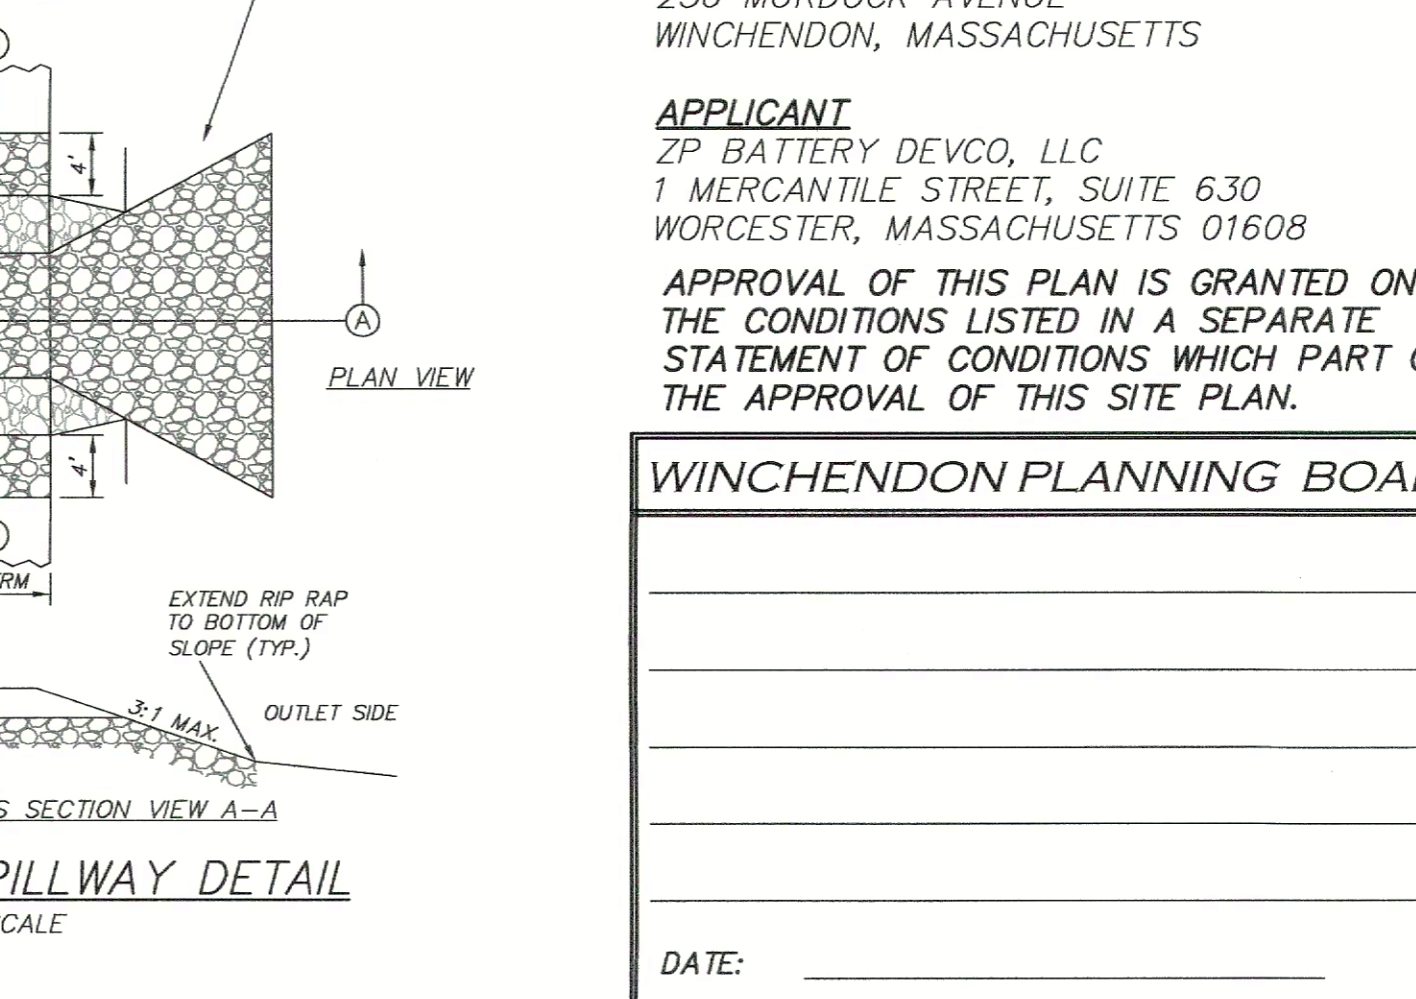 WINCHENDON, MASSACHUSETTS
APPLICANT
ZP BATTERY DEVCO, LLC
1 MERCANTILE STREET, SUITE 630
WORCESTER, MASSACHUSETTS 01608
APPROVAL OF THIS PLAN IS GRANTED ON
THE CONDITIONS LISTED IN A SEPARATE
STATEMENT OF CONDITIONS WHICH PART
THE APPROVAL OF THIS SITE PLAN.
WINCHENDON PLANNING
DATE:
4'
A
PLAN VIEW
4'
EXTEND RIP RAP
TO BOTTOM OF
SLOPE (TYP.)
3:1 MAX.
OUTLET SIDE
SECTION VIEW A-A
DETAIL